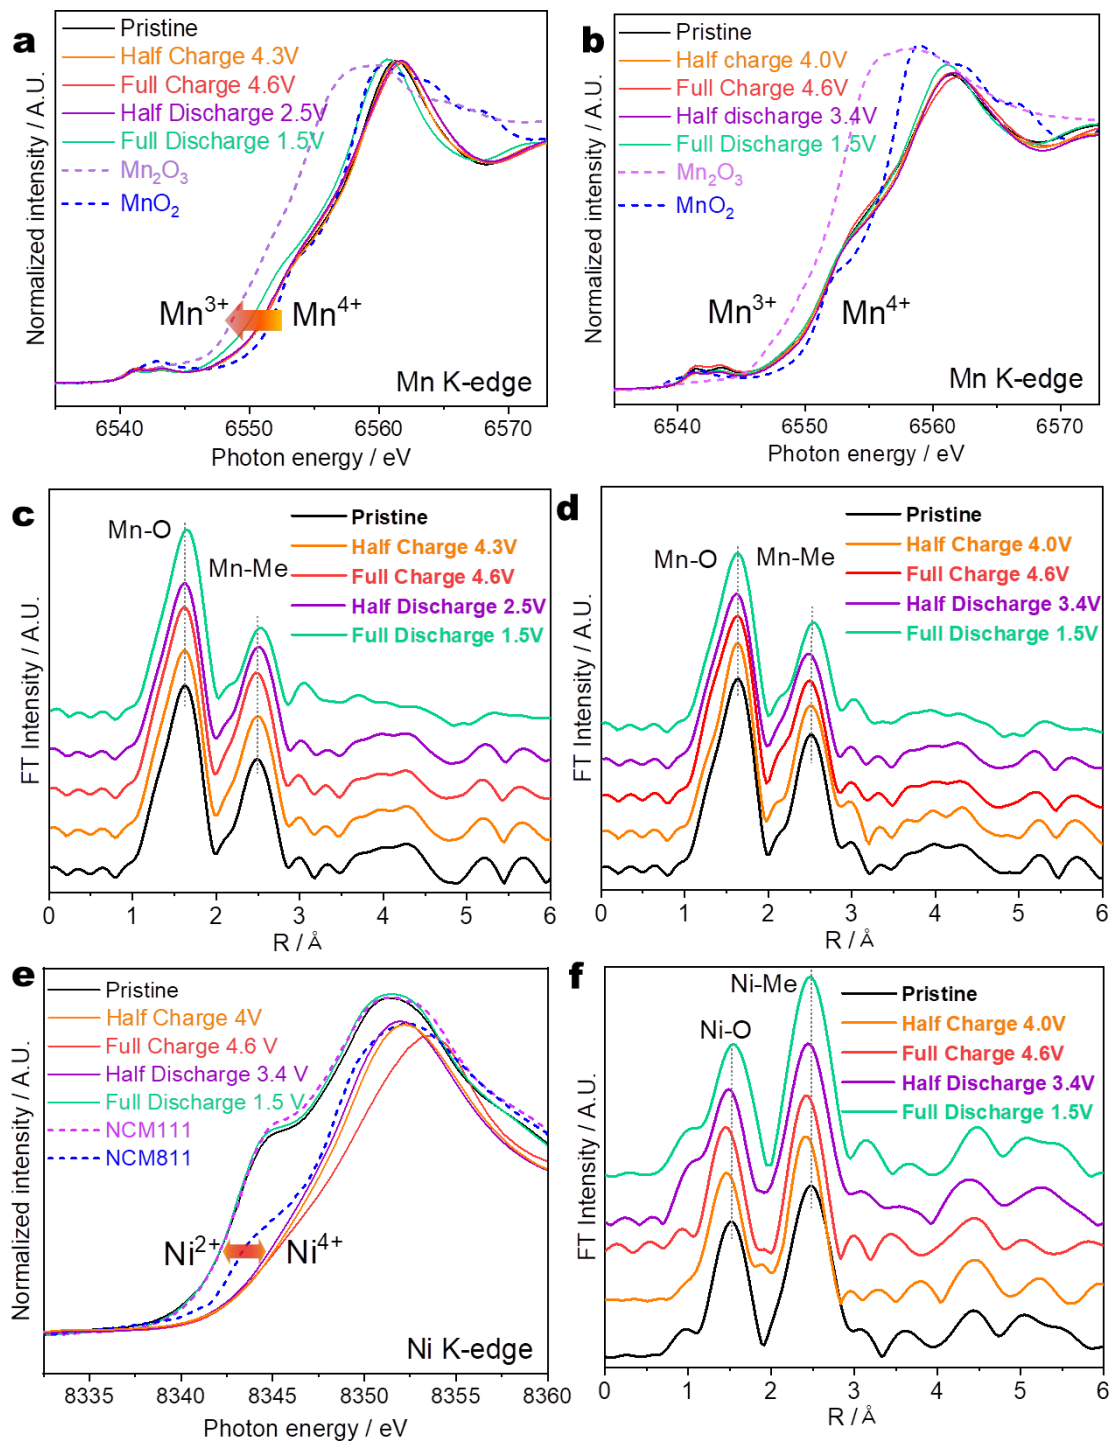 a
Pristine
Half Charge 4.3V
Full Charge 4.6V
Half Discharge 2.5V
Full Discharge 1.5V
Mn₂O₃
MnO₂
Mn³⁺
Mn⁴⁺
Mn K-edge
Normalized intensity / A.U.
6540 6550 6560 6570
Photon energy / eV
b
Pristine
Half charge 4.0V
Full Charge 4.6V
Half discharge 3.4V
Full Discharge 1.5V
Mn₂O₃
MnO₂
Mn³⁺
Mn⁴⁺
Mn K-edge
Normalized intensity / A.U.
6540 6550 6560 6570
Photon energy / eV
c
Mn-O
Mn-Me
Pristine
Half Charge 4.3V
Full Charge 4.6V
Half Discharge 2.5V
Full Discharge 1.5V
FT Intensity / A.U.
0 1 2 3 4 5 6
R / Å
d
Mn-O
Mn-Me
Pristine
Half Charge 4.0V
Full Charge 4.6V
Half Discharge 3.4V
Full Discharge 1.5V
FT Intensity / A.U.
0 1 2 3 4 5 6
R / Å
e
Pristine
Half Charge 4V
Full Charge 4.6 V
Half Discharge 3.4 V
Full Discharge 1.5 V
NCM111
NCM811
Ni²⁺
Ni⁴⁺
Ni K-edge
Normalized intensity / A.U.
8335 8340 8345 8350 8355 8360
Photon energy / eV
f
Ni-Me
Ni-O
Pristine
Half Charge 4.0V
Full Charge 4.6V
Half Discharge 3.4V
Full Discharge 1.5V
FT Intensity / A.U.
0 1 2 3 4 5 6
R / Å